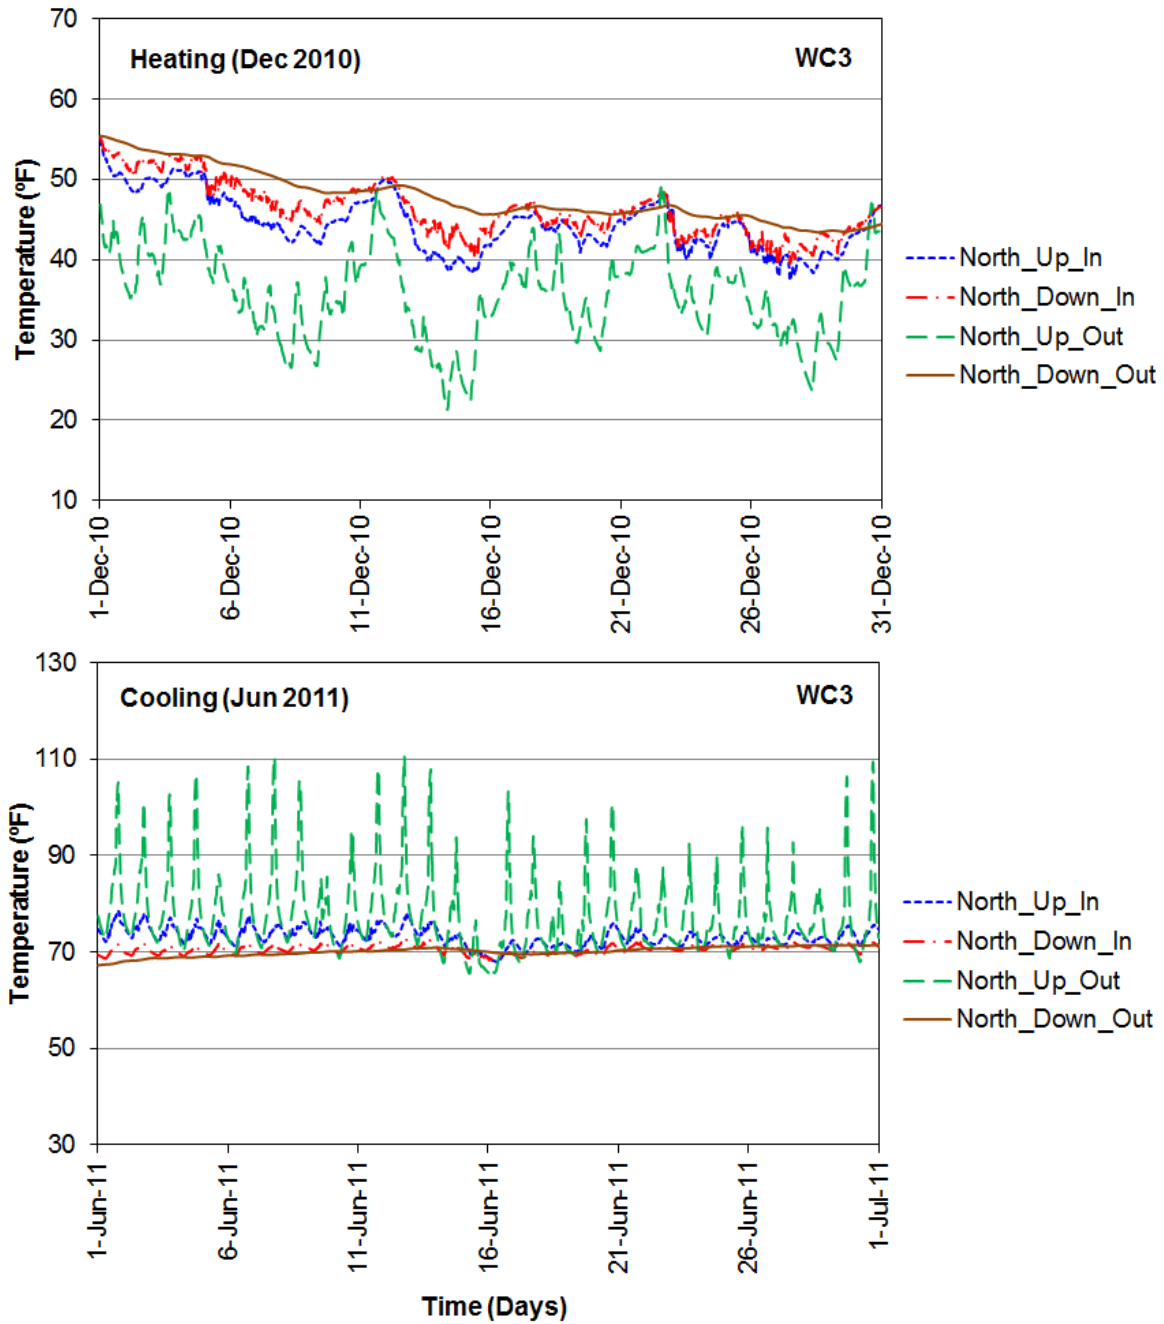 Heating (Dec 2010)
WC3
Temperature (ºF)
70
60
50
40
30
20
10
1-Dec-10
6-Dec-10
11-Dec-10
16-Dec-10
21-Dec-10
26-Dec-10
31-Dec-10
North_Up_In
North_Down_In
North_Up_Out
North_Down_Out
Cooling (Jun 2011)
WC3
Temperature (ºF)
130
110
90
70
50
30
1-Jun-11
6-Jun-11
11-Jun-11
16-Jun-11
21-Jun-11
26-Jun-11
1-Jul-11
North_Up_In
North_Down_In
North_Up_Out
North_Down_Out
Time (Days)